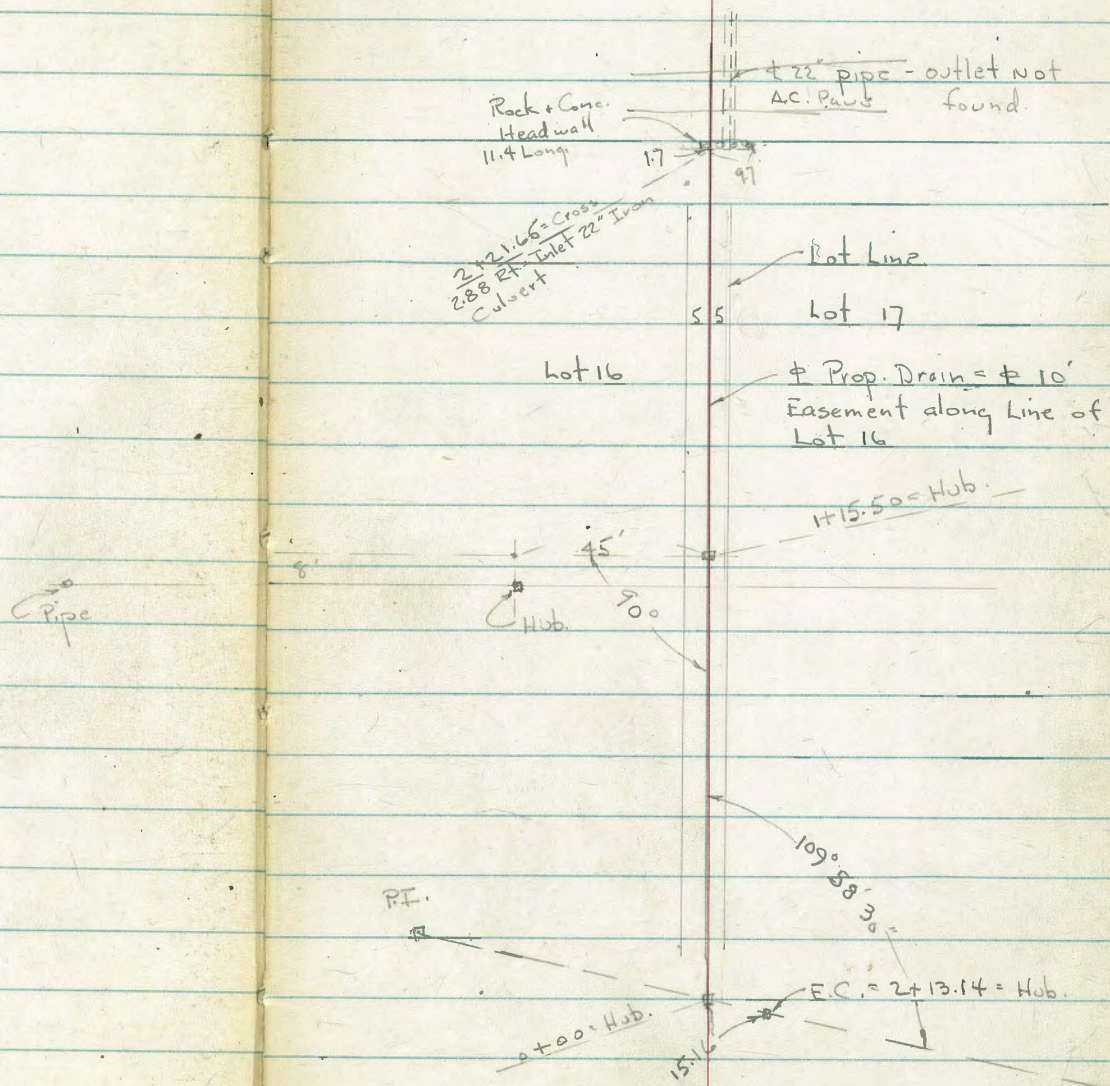 ℄ 22" pipe - outlet Not
found.
A.C. Pav's
Rock + Conc.
Headwall
11.4 Long.
1.7
9.7
2+21.65 = Cross
2.88 Rt = Inlet 22" Iron
Culvert
Lot Line
5 5
Lot 17
Lot 16
℄ Prop. Drain = ℄ 10'
Easement along Line of
Lot 16
1+15.50 = Hub.
45'
8'
90°
Pipe
Hub.
109° 58' 30"
P.I.
E.C. = 2+13.14 = Hub.
0+00 = Hub.
15.16